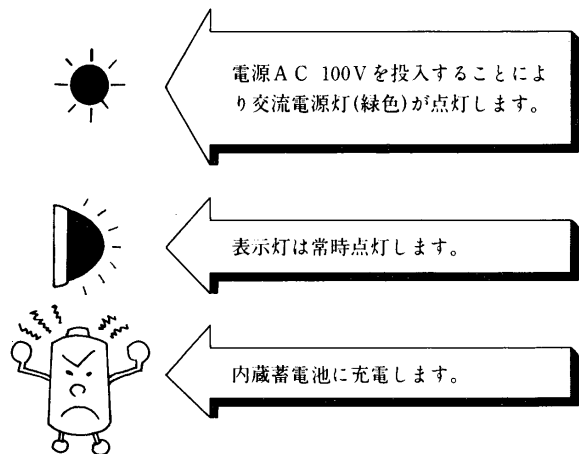 電源AC 100Vを投入することによ
り交流電源灯(緑色)が点灯します。
表示灯は常時点灯します。
内蔵蓄電池に充電します。